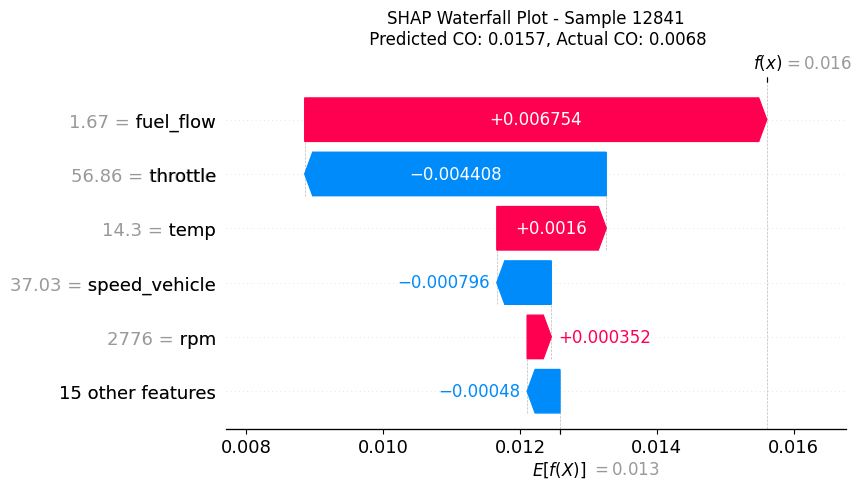 SHAP Waterfall Plot - Sample 12841
Predicted CO: 0.0157, Actual CO: 0.0068
f(x) = 0.016
1.67 = fuel_flow
+0.006754
56.86 = throttle
−0.004408
14.3 = temp
+0.0016
37.03 = speed_vehicle
−0.000796
2776 = rpm
+0.000352
15 other features
−0.00048
0.008 0.010 0.012 0.014 0.016
E[f(X)] = 0.013